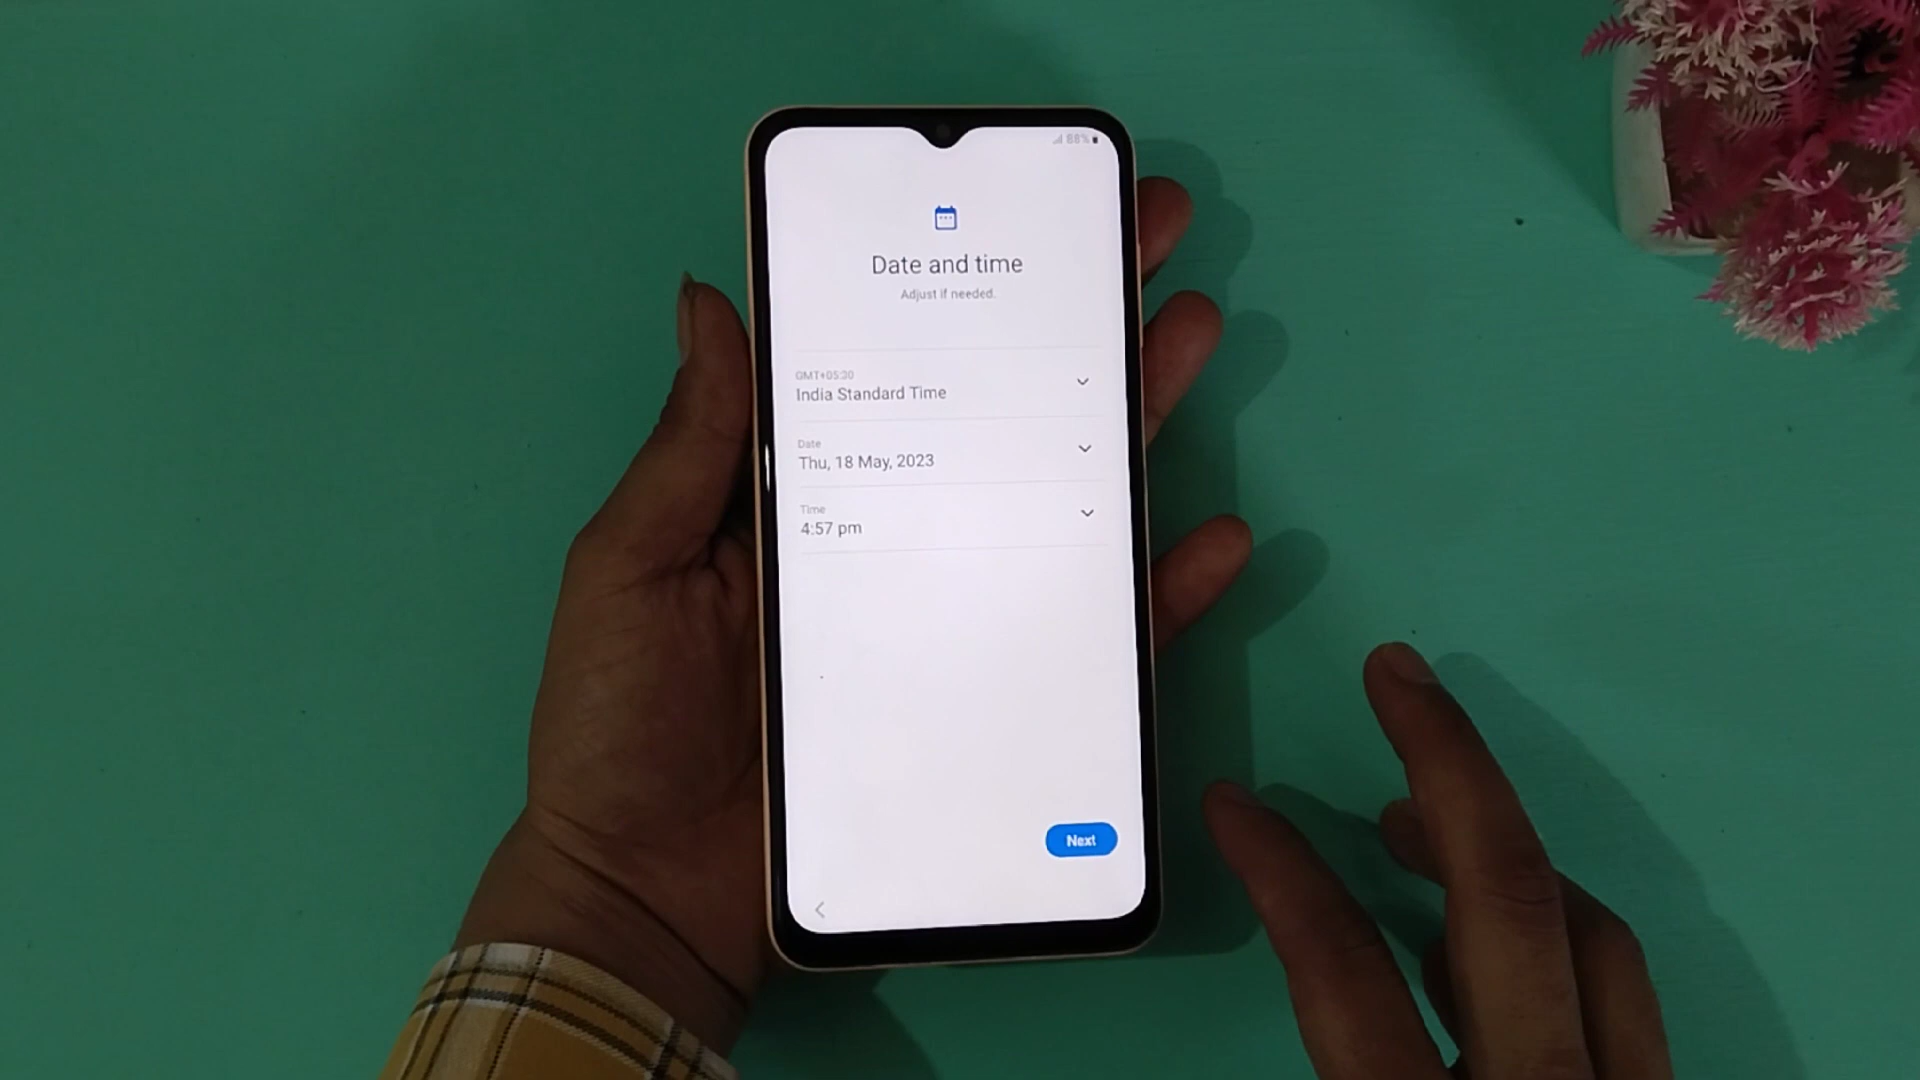 88%
Date and time
Adjust if needed.
GMT+05:30
India Standard Time
Date
Thu, 18 May, 2023
Time
4:57 pm
Next